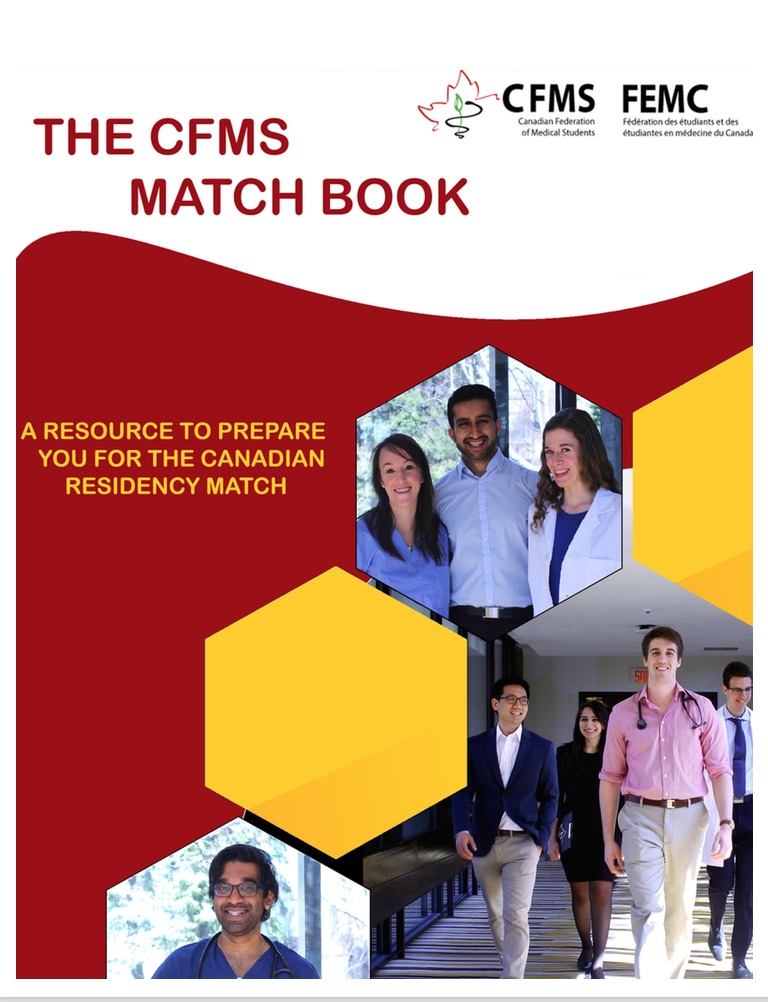 CFMS FEMC
Canadian Federation
of Medical Students
Fédération des étudiants et des
étudiantes en médecine du Canada
THE CFMS
MATCH BOOK
A RESOURCE TO PREPARE
YOU FOR THE CANADIAN
RESIDENCY MATCH